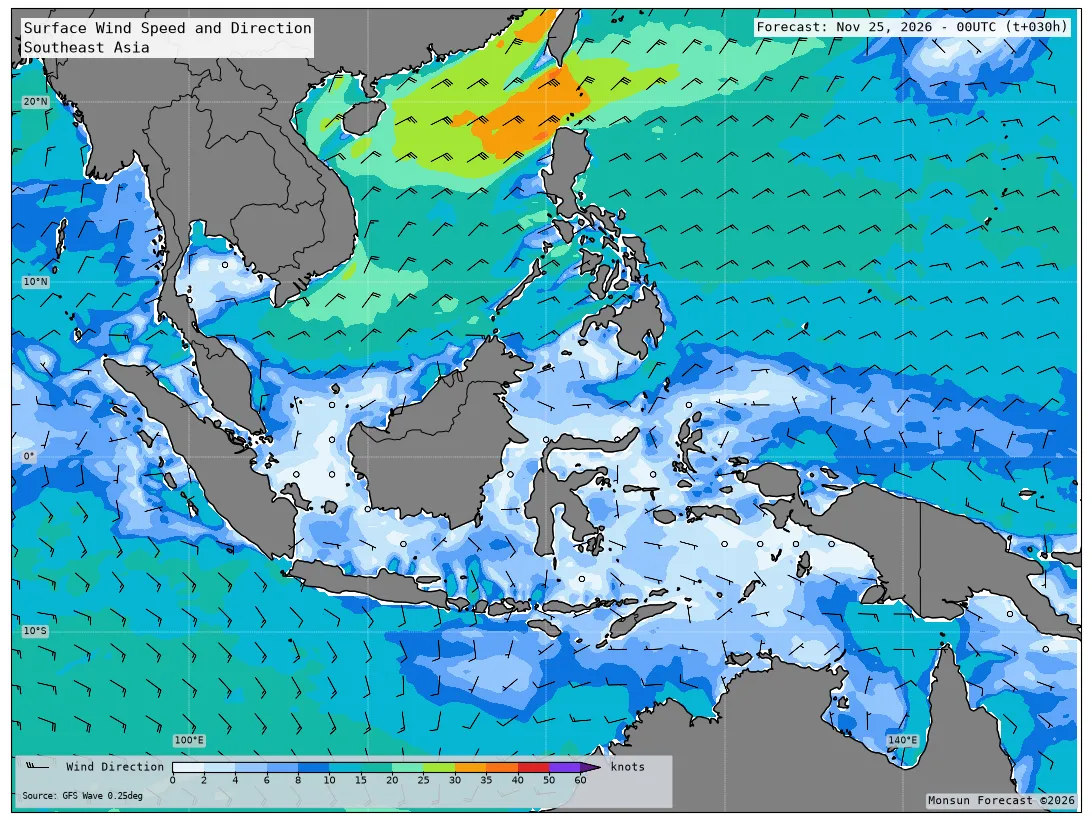 Surface Wind Speed and Direction
Southeast Asia
Forecast: Nov 25, 2026 - 00UTC (t+030h)
20°N
10°N
0°
10°S
100°E
140°E
Wind Direction
knots
0 2 4 6 8 10 15 20 25 30 35 40 50 60
Source: GFS Wave 0.25deg
Monsun Forecast ©2026